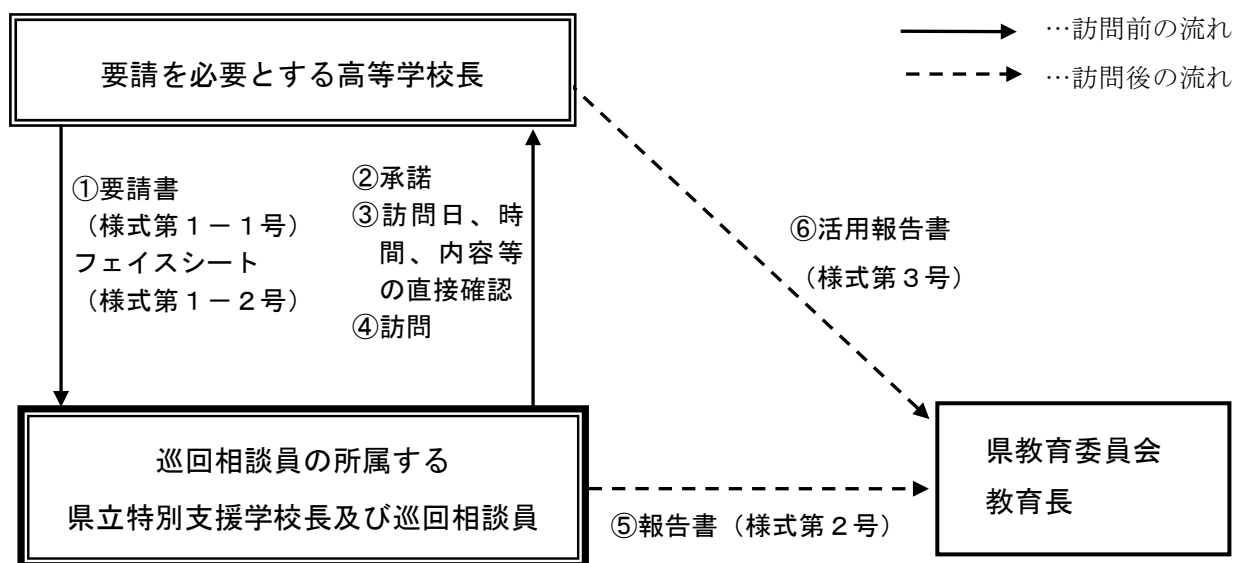 …訪問前の流れ
…訪問後の流れ
要請を必要とする高等学校長
①要請書
（様式第１－１号）
フェイスシート
（様式第１－２号）
②承諾
③訪問日、時
間、内容等
の直接確認
④訪問
⑥活用報告書
（様式第３号）
巡回相談員の所属する
県立特別支援学校長及び巡回相談員
⑤報告書（様式第２号）
県教育委員会
教育長